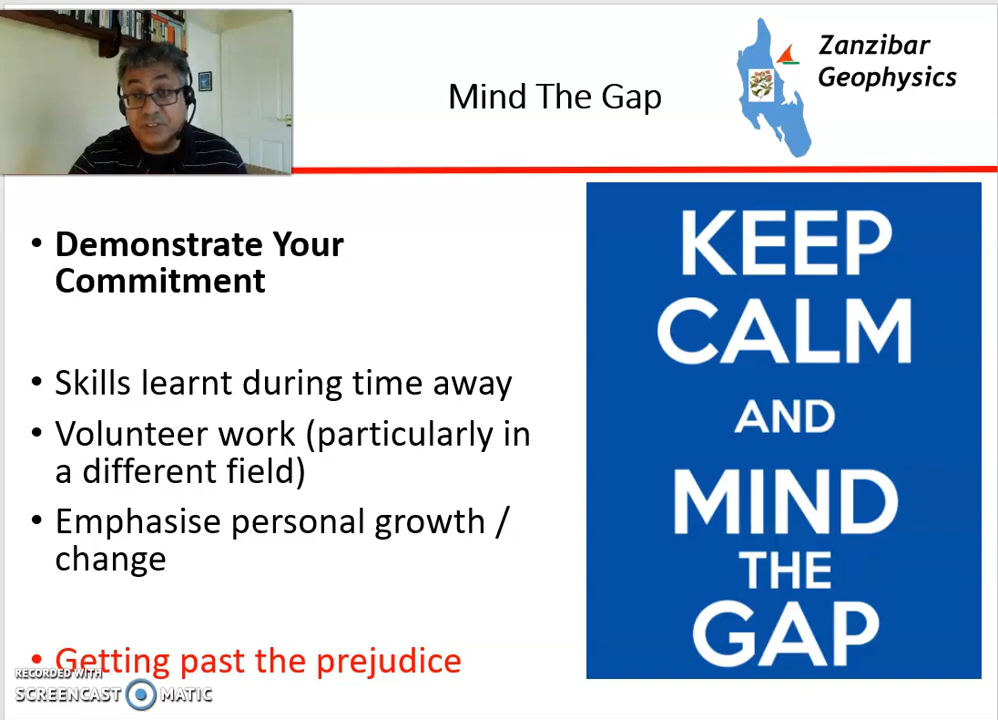 Mind The Gap
Zanzibar
Geophysics
• Demonstrate Your
Commitment
• Skills learnt during time away
• Volunteer work (particularly in
a different field)
• Emphasise personal growth /
change
• Getting past the prejudice
KEEP
CALM
AND
MIND
THE
GAP
RECORDED WITH
SCREENCAST MATIC